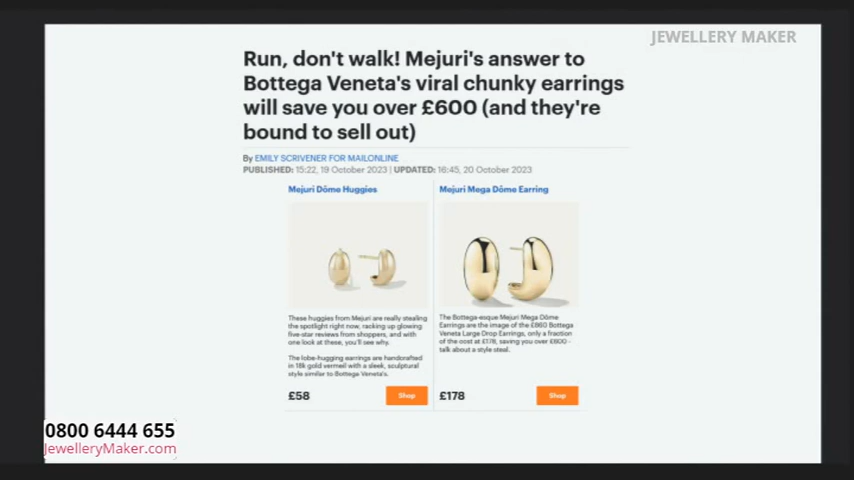 JEWELLERY MAKER
Run, don't walk! Mejuri's answer to
Bottega Veneta's viral chunky earrings
will save you over £600 (and they're
bound to sell out)
By EMILY SCRIVENER FOR MAILONLINE
PUBLISHED: 15:22, 19 October 2023 | UPDATED: 16:45, 20 October 2023
Mejuri Dôme Huggies
These huggies from Mejuri are really stealing
the spotlight right now, racking up glowing
five-star reviews from shoppers, and with
one look at these, you'll see why.
The lobe-hugging earrings are handcrafted
in 18k gold vermeil with a sleek, sculptural
style similar to Bottega Veneta's.
£58
Shop
Mejuri Mega Dôme Earring
The Bottega-esque Mejuri Mega Dôme
Earrings are the image of the £860 Bottega
Veneta Large Drop Earrings, only a fraction
of the cost at £178, saving you over £600 -
talk about a style steal.
£178
Shop
0800 6444 655
JewelleryMaker.com